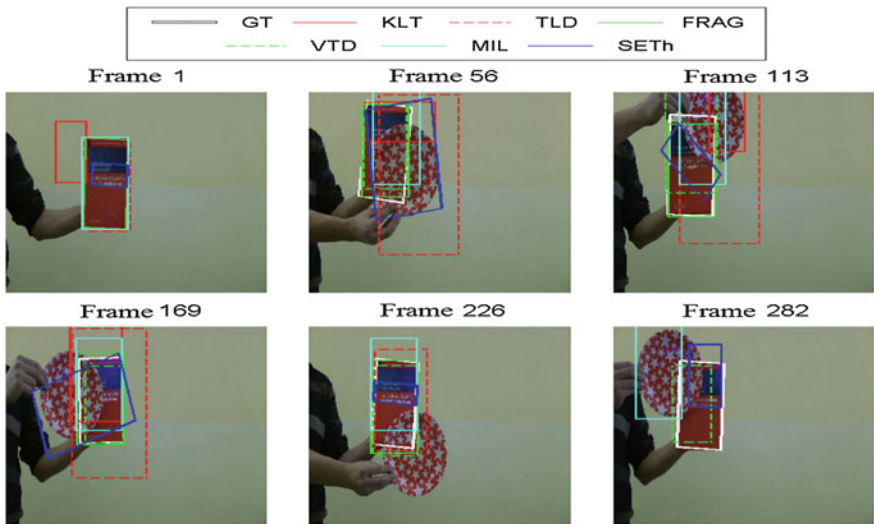 GT KLT TLD FRAG
VTD MIL SETh
Frame 1 Frame 56 Frame 113
Frame 169 Frame 226 Frame 282